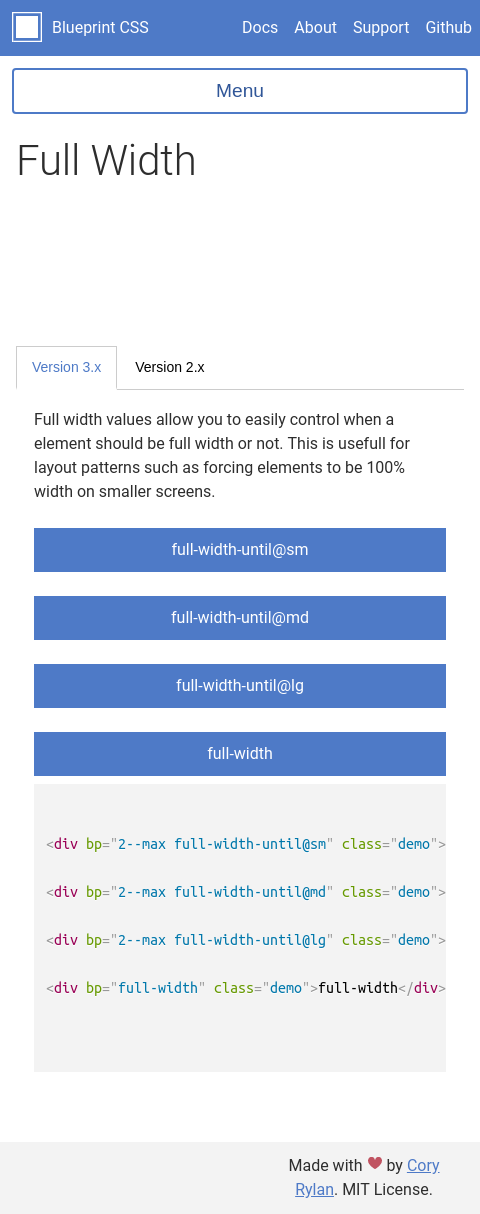 Blueprint CSS Docs About Support Github
Menu
Full Width
Version 3.x Version 2.x
Full width values allow you to easily control when a
element should be full width or not. This is usefull for
layout patterns such as forcing elements to be 100%
width on smaller screens.
full-width-until@sm
full-width-until@md
full-width-until@lg
full-width
<div bp="2--max full-width-until@sm" class="demo">
<div bp="2--max full-width-until@md" class="demo">
<div bp="2--max full-width-until@lg" class="demo">
<div bp="full-width" class="demo">full-width</div>
Made with ❤ by Cory
Rylan. MIT License.